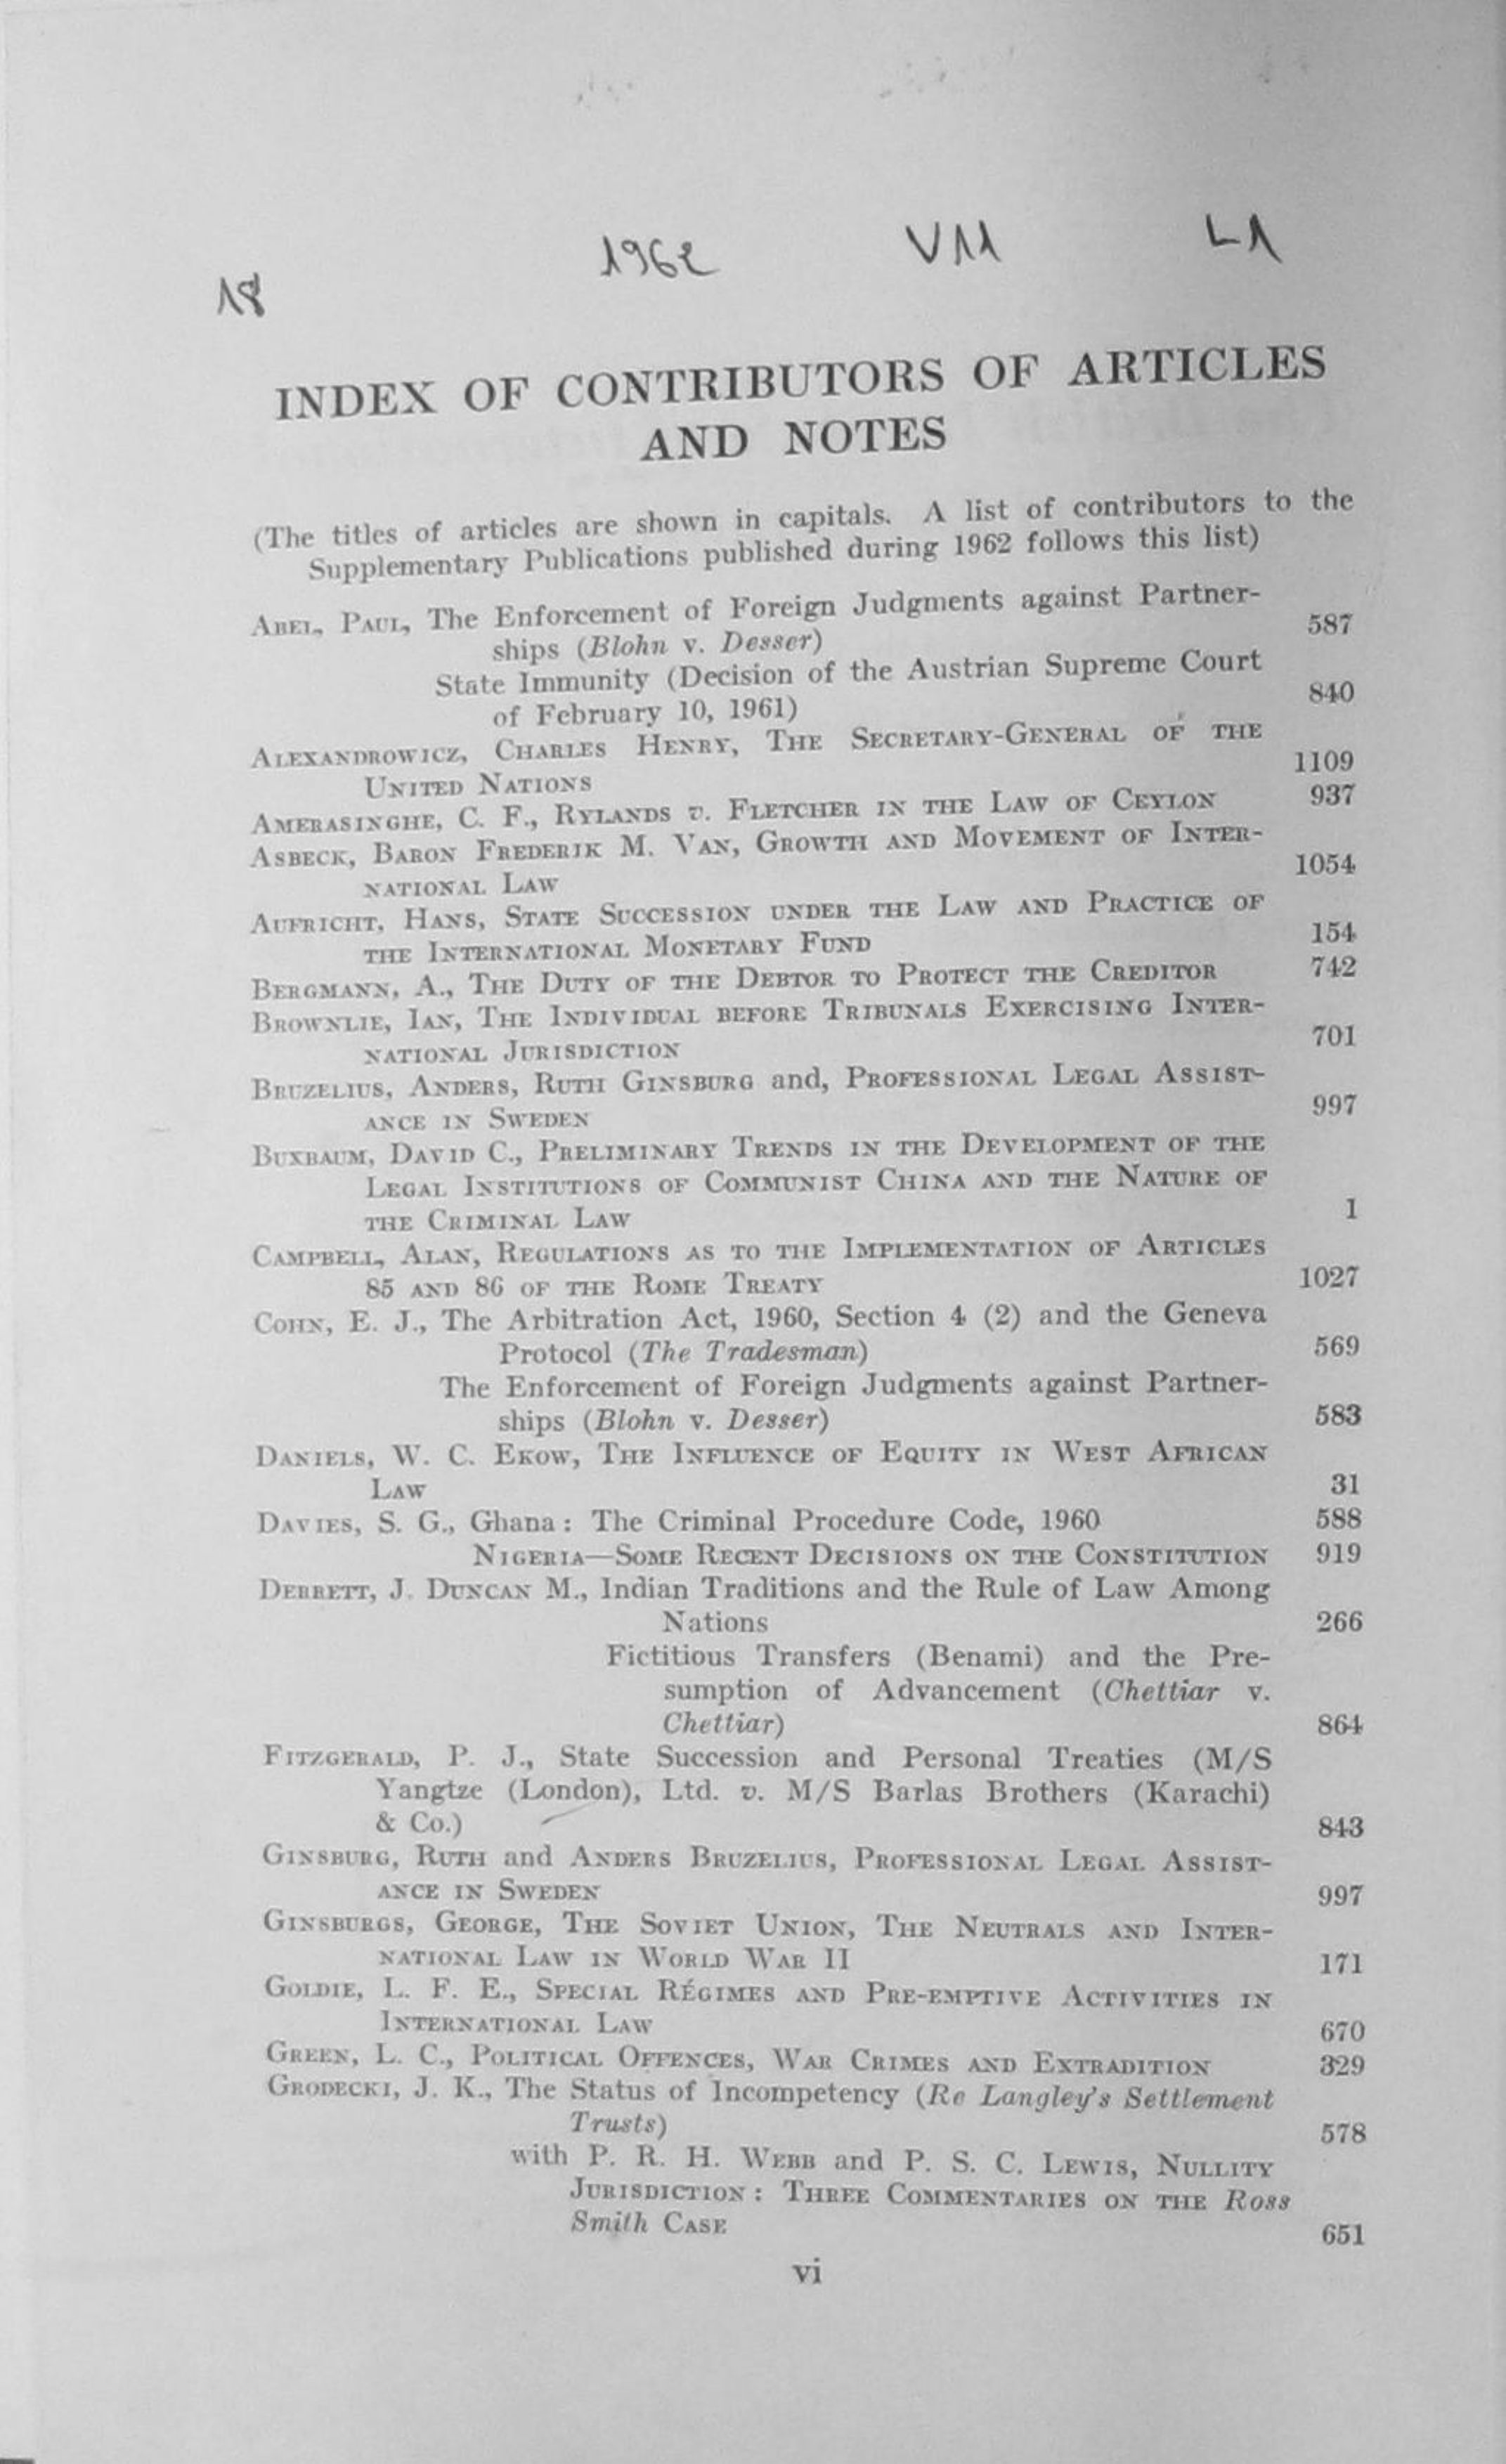 1962 V11 L1
18
INDEX OF CONTRIBUTORS OF ARTICLES
AND NOTES
(The titles of articles are shown in capitals. A list of contributors to the
Supplementary Publications published during 1962 follows this list)
ABEL, PAUL, The Enforcement of Foreign Judgments against Partner-
ships (Blohn v. Desser) 587
State Immunity (Decision of the Austrian Supreme Court
of February 10, 1961) 840
ALEXANDROWICZ, CHARLES HENRY, THE SECRETARY-GENERAL OF THE
UNITED NATIONS 1109
AMERASINGHE, C. F., RYLANDS v. FLETCHER IN THE LAW OF CEYLON 937
ASBECK, BARON FREDERIK M. VAN, GROWTH AND MOVEMENT OF INTER-
NATIONAL LAW 1054
AUFRICHT, HANS, STATE SUCCESSION UNDER THE LAW AND PRACTICE OF
THE INTERNATIONAL MONETARY FUND 154
BERGMANN, A., THE DUTY OF THE DEBTOR TO PROTECT THE CREDITOR 742
BROWNLIE, IAN, THE INDIVIDUAL BEFORE TRIBUNALS EXERCISING INTER-
NATIONAL JURISDICTION 701
BRUZELIUS, ANDERS, RUTH GINSBURG and, PROFESSIONAL LEGAL ASSIST-
ANCE IN SWEDEN 997
BUXBAUM, DAVID C., PRELIMINARY TRENDS IN THE DEVELOPMENT OF THE
LEGAL INSTITUTIONS OF COMMUNIST CHINA AND THE NATURE OF
THE CRIMINAL LAW 1
CAMPBELL, ALAN, REGULATIONS AS TO THE IMPLEMENTATION OF ARTICLES
85 AND 86 OF THE ROME TREATY 1027
COHN, E. J., The Arbitration Act, 1960, Section 4 (2) and the Geneva
Protocol (The Tradesman) 569
The Enforcement of Foreign Judgments against Partner-
ships (Blohn v. Desser) 583
DANIELS, W. C. EKOW, THE INFLUENCE OF EQUITY IN WEST AFRICAN
LAW 31
DAVIES, S. G., Ghana: The Criminal Procedure Code, 1960 588
NIGERIA—SOME RECENT DECISIONS ON THE CONSTITUTION 919
DERRETT, J. DUNCAN M., Indian Traditions and the Rule of Law Among
Nations 266
Fictitious Transfers (Benami) and the Pre-
sumption of Advancement (Chettiar v.
Chettiar) 864
FITZGERALD, P. J., State Succession and Personal Treaties (M/S
Yangtze (London), Ltd. v. M/S Barlas Brothers (Karachi)
& Co.) 843
GINSBURG, RUTH and ANDERS BRUZELIUS, PROFESSIONAL LEGAL ASSIST-
ANCE IN SWEDEN 997
GINSBURGS, GEORGE, THE SOVIET UNION, THE NEUTRALS AND INTER-
NATIONAL LAW IN WORLD WAR II 171
GOLDIE, L. F. E., SPECIAL RÉGIMES AND PRE-EMPTIVE ACTIVITIES IN
INTERNATIONAL LAW 670
GREEN, L. C., POLITICAL OFFENCES, WAR CRIMES AND EXTRADITION 329
GRODECKI, J. K., The Status of Incompetency (Re Langley's Settlement
Trusts) 578
with P. R. H. WEBB and P. S. C. LEWIS, NULLITY
JURISDICTION: THREE COMMENTARIES ON THE Ross
Smith CASE 651
vi